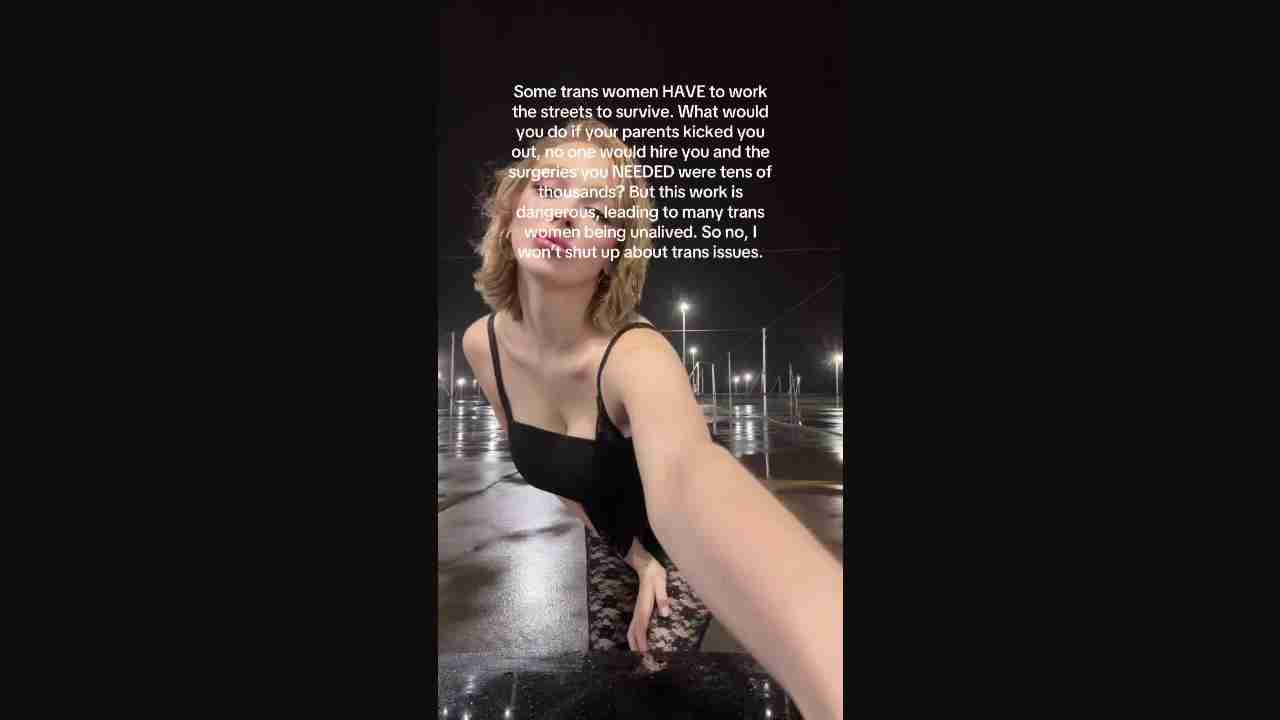 Some trans women HAVE to work
the streets to survive. What would
you do if your parents kicked you
out, no one would hire you and the
surgeries you NEEDED were tens of
thousands? But this work is
dangerous, leading to many trans
women being unalived. So no, I
won't shut up about trans issues.